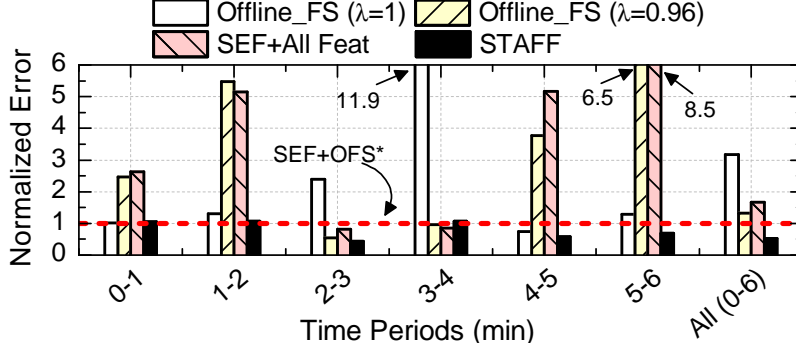 Offline_FS (λ=1) Offline_FS (λ=0.96)
SEF+All Feat STAFF
Normalized Error
6
5
4
3
2
1
0
11.9
6.5
8.5
SEF+OFS*
0-1 1-2 2-3 3-4 4-5 5-6 All (0-6)
Time Periods (min)